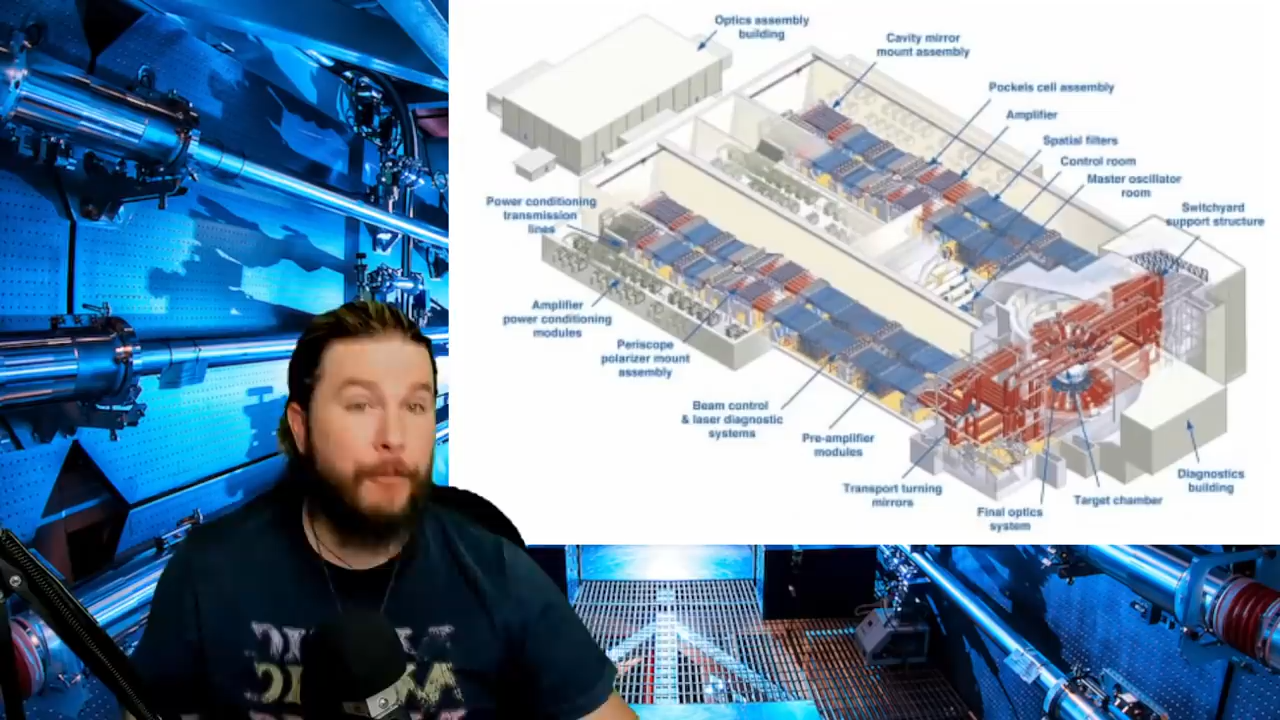 Optics assembly
building
Cavity mirror
mount assembly
Pockels cell assembly
Amplifier
Spatial filters
Control room
Master oscillator
room
Switchyard
support structure
Power conditioning
transmission
lines
Amplifier
power conditioning
modules
Periscope
polarizer mount
assembly
Beam control
& laser diagnostic
systems
Pre-amplifier
modules
Transport turning
mirrors
Final optics
system
Target chamber
Diagnostics
building